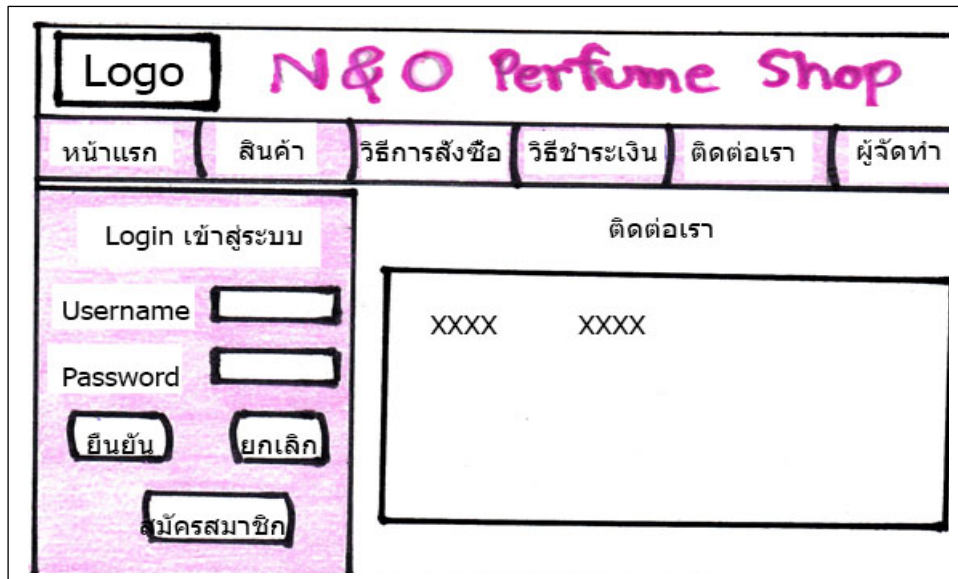 Logo N&O Perfume Shop
หน้าแรก สินค้า วิธีการสั่งซื้อ วิธีชำระเงิน ติดต่อเรา ผู้จัดทำ
Login เข้าสู่ระบบ
ติดต่อเรา
Username
XXXX XXXX
Password
ยืนยัน ยกเลิก
สมัครสมาชิก